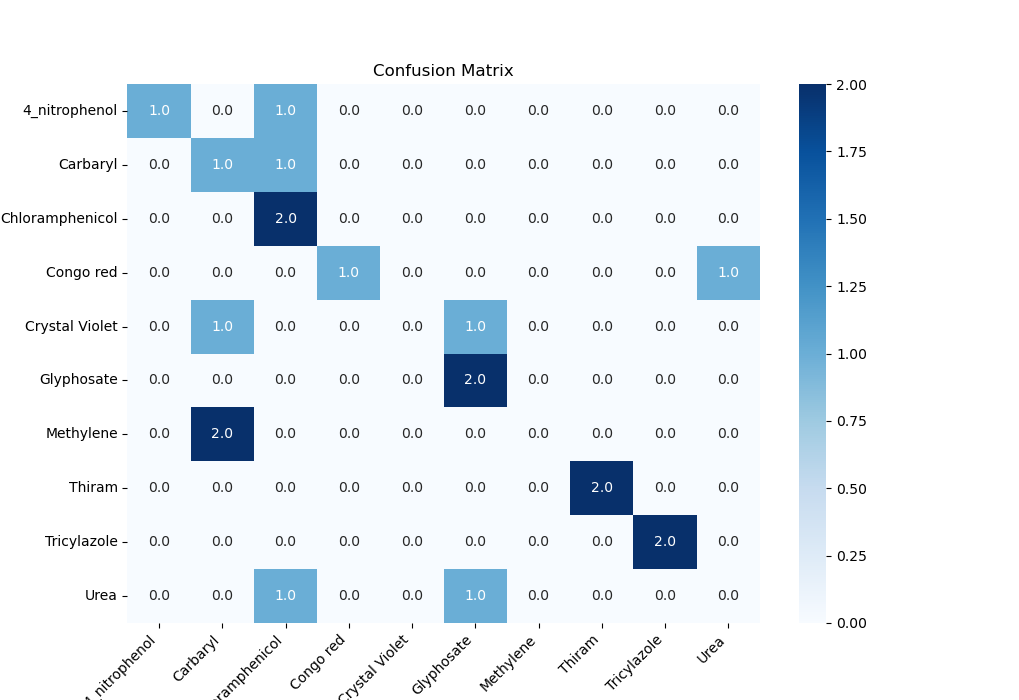 Confusion Matrix
4_nitrophenol 1.0 0.0 1.0 0.0 0.0 0.0 0.0 0.0 0.0 0.0
Carbaryl 0.0 1.0 1.0 0.0 0.0 0.0 0.0 0.0 0.0 0.0
Chloramphenicol 0.0 0.0 2.0 0.0 0.0 0.0 0.0 0.0 0.0 0.0
Congo red 0.0 0.0 0.0 1.0 0.0 0.0 0.0 0.0 0.0 1.0
Crystal Violet 0.0 1.0 0.0 0.0 0.0 1.0 0.0 0.0 0.0 0.0
Glyphosate 0.0 0.0 0.0 0.0 0.0 2.0 0.0 0.0 0.0 0.0
Methylene 0.0 2.0 0.0 0.0 0.0 0.0 0.0 0.0 0.0 0.0
Thiram 0.0 0.0 0.0 0.0 0.0 0.0 0.0 2.0 0.0 0.0
Tricylazole 0.0 0.0 0.0 0.0 0.0 0.0 0.0 0.0 2.0 0.0
Urea 0.0 0.0 1.0 0.0 0.0 1.0 0.0 0.0 0.0 0.0
4_nitrophenol
Carbaryl
ramphenicol
Congo red
Crystal Violet
Glyphosate
Methylene
Thiram
Tricylazole
Urea
2.00
1.75
1.50
1.25
1.00
0.75
0.50
0.25
0.00